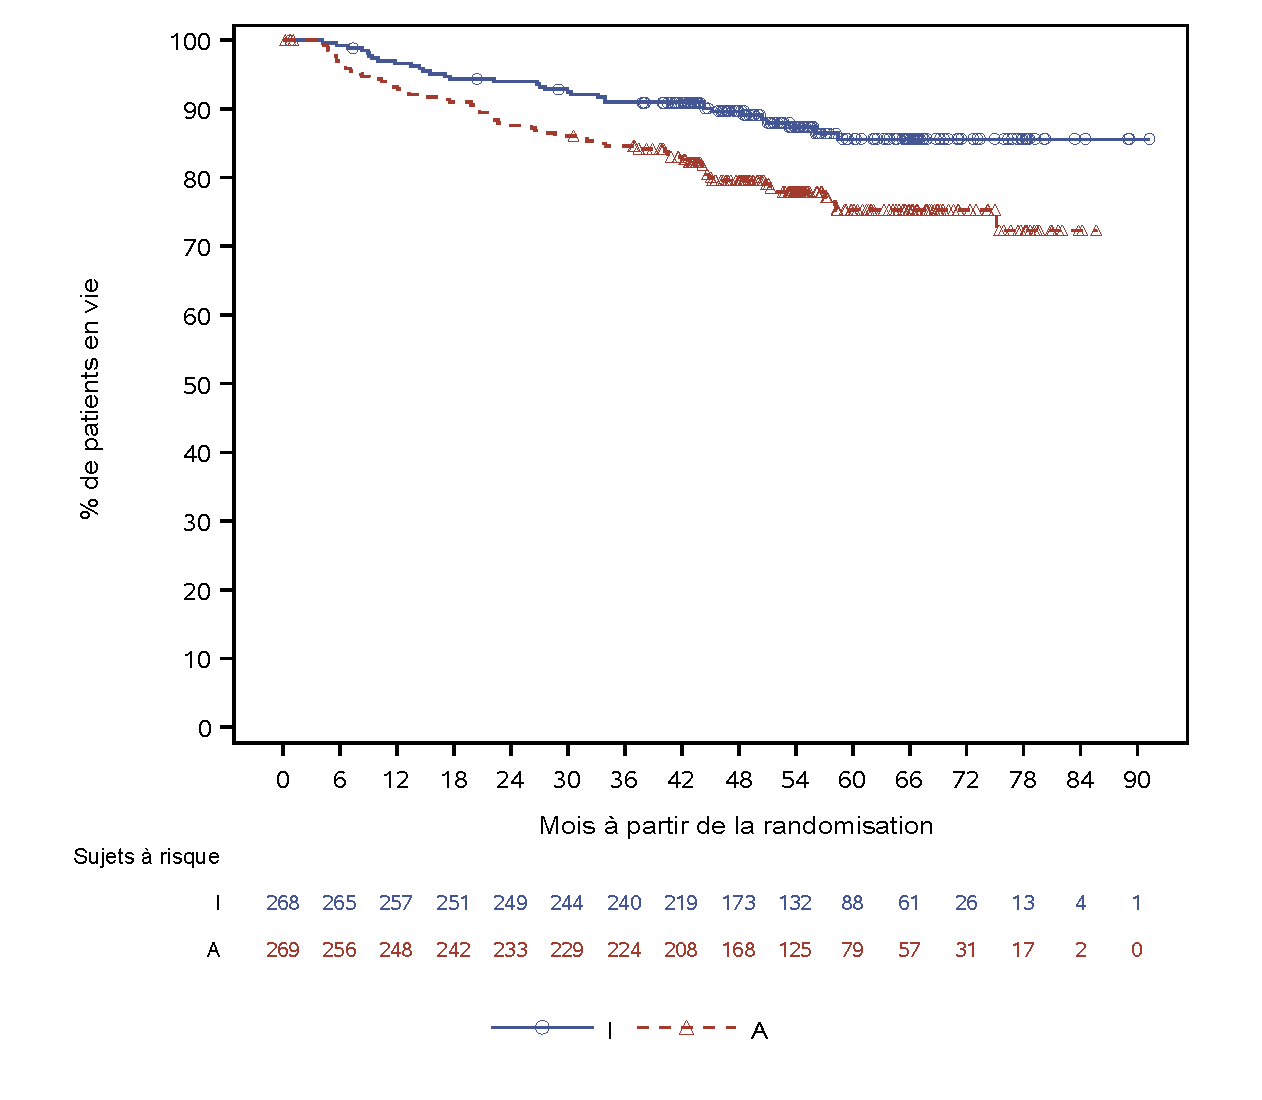 % de patients en vie
100
90
80
70
60
50
40
30
20
10
0
0 6 12 18 24 30 36 42 48 54 60 66 72 78 84 90
Mois à partir de la randomisation
Sujets à risque
I 268 265 257 251 249 244 240 219 173 132 88 61 26 13 4 1
A 269 256 248 242 233 229 224 208 168 125 79 57 31 17 2 0
I A